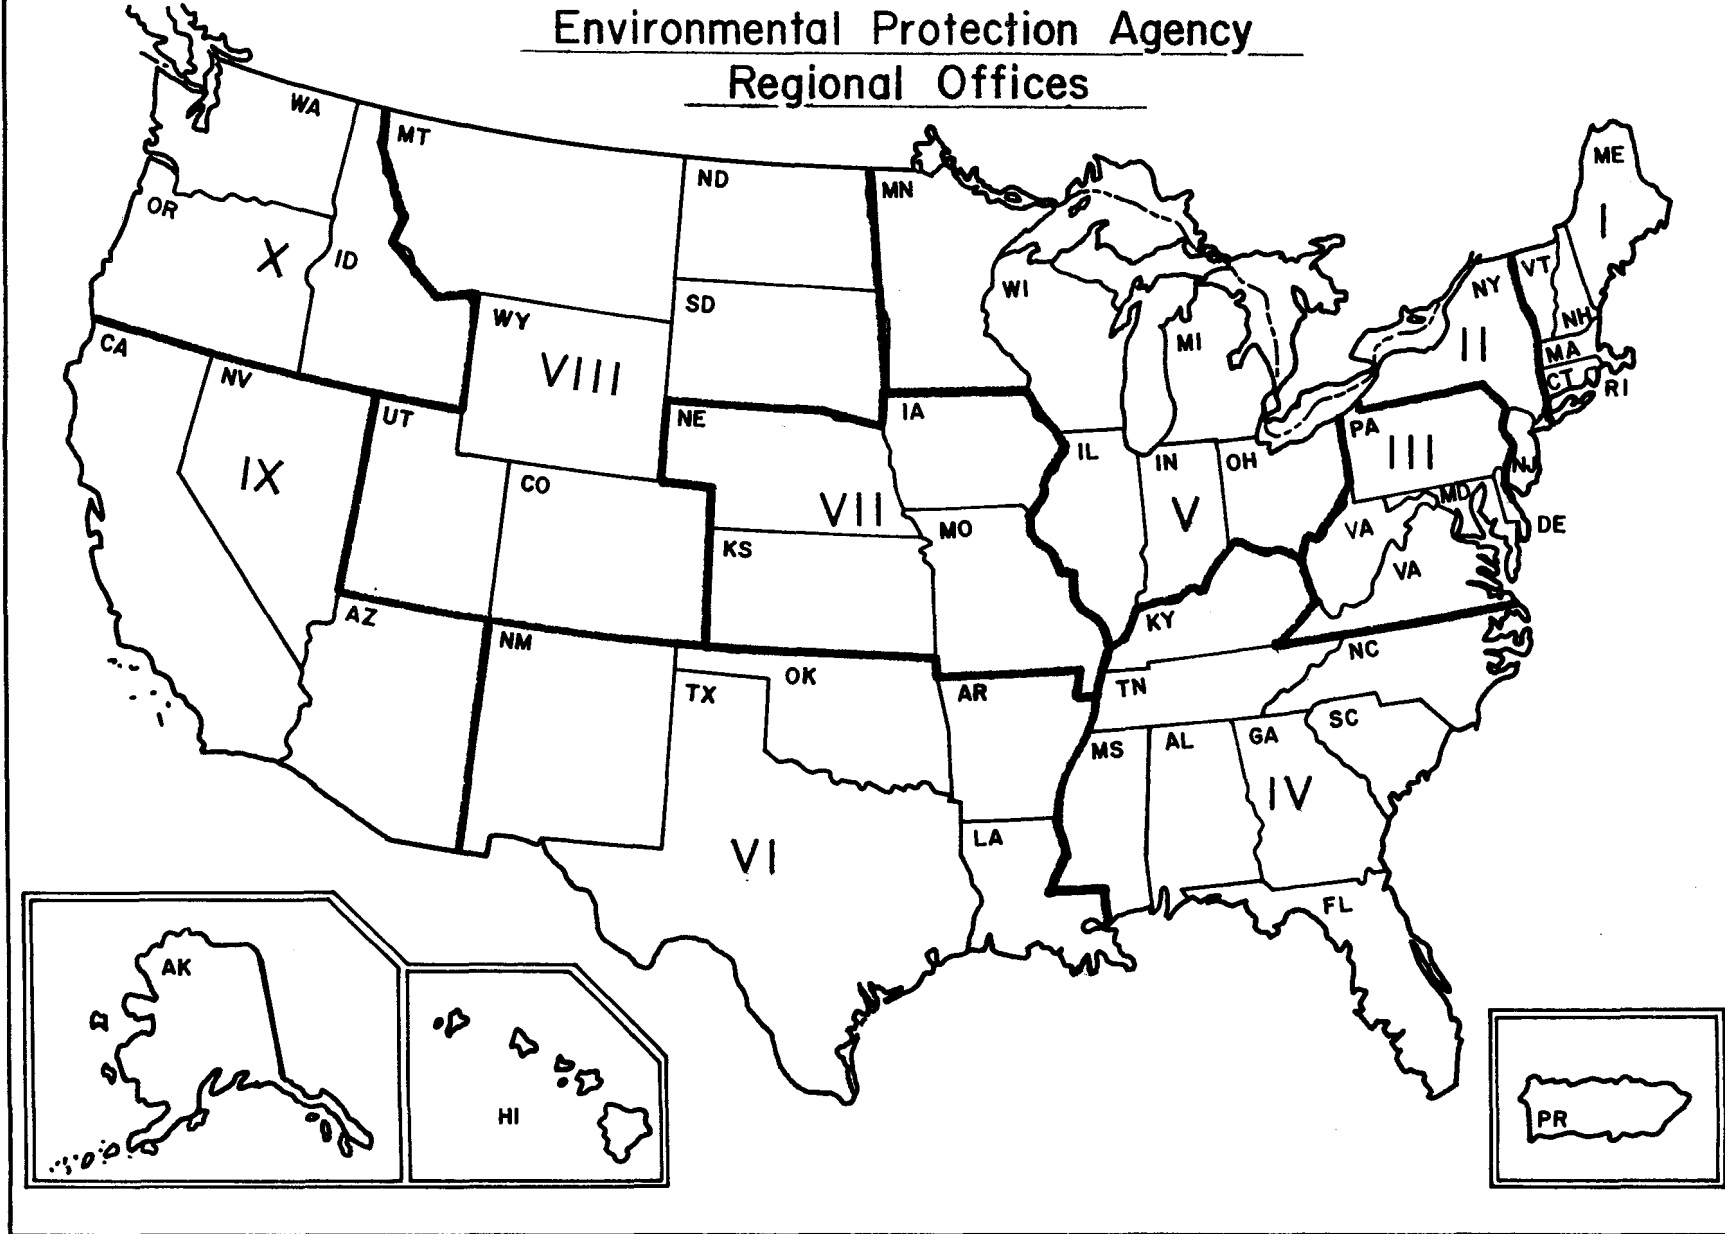 Environmental Protection Agency
Regional Offices
WA
MT
ND
MN
ME
OR
X
ID
I
WI
SD
NY
VT
WY
VIII
MI
II
NH
CA
NV
MA
CT
RI
UT
NE
IA
PA
III
IL
IN
OH
NJ
IX
CO
VII
V
MD
MO
VA
DE
KS
VA
AZ
NM
KY
NC
OK
TX
AR
TN
SC
MS
AL
GA
IV
VI
LA
FL
AK
HI
PR